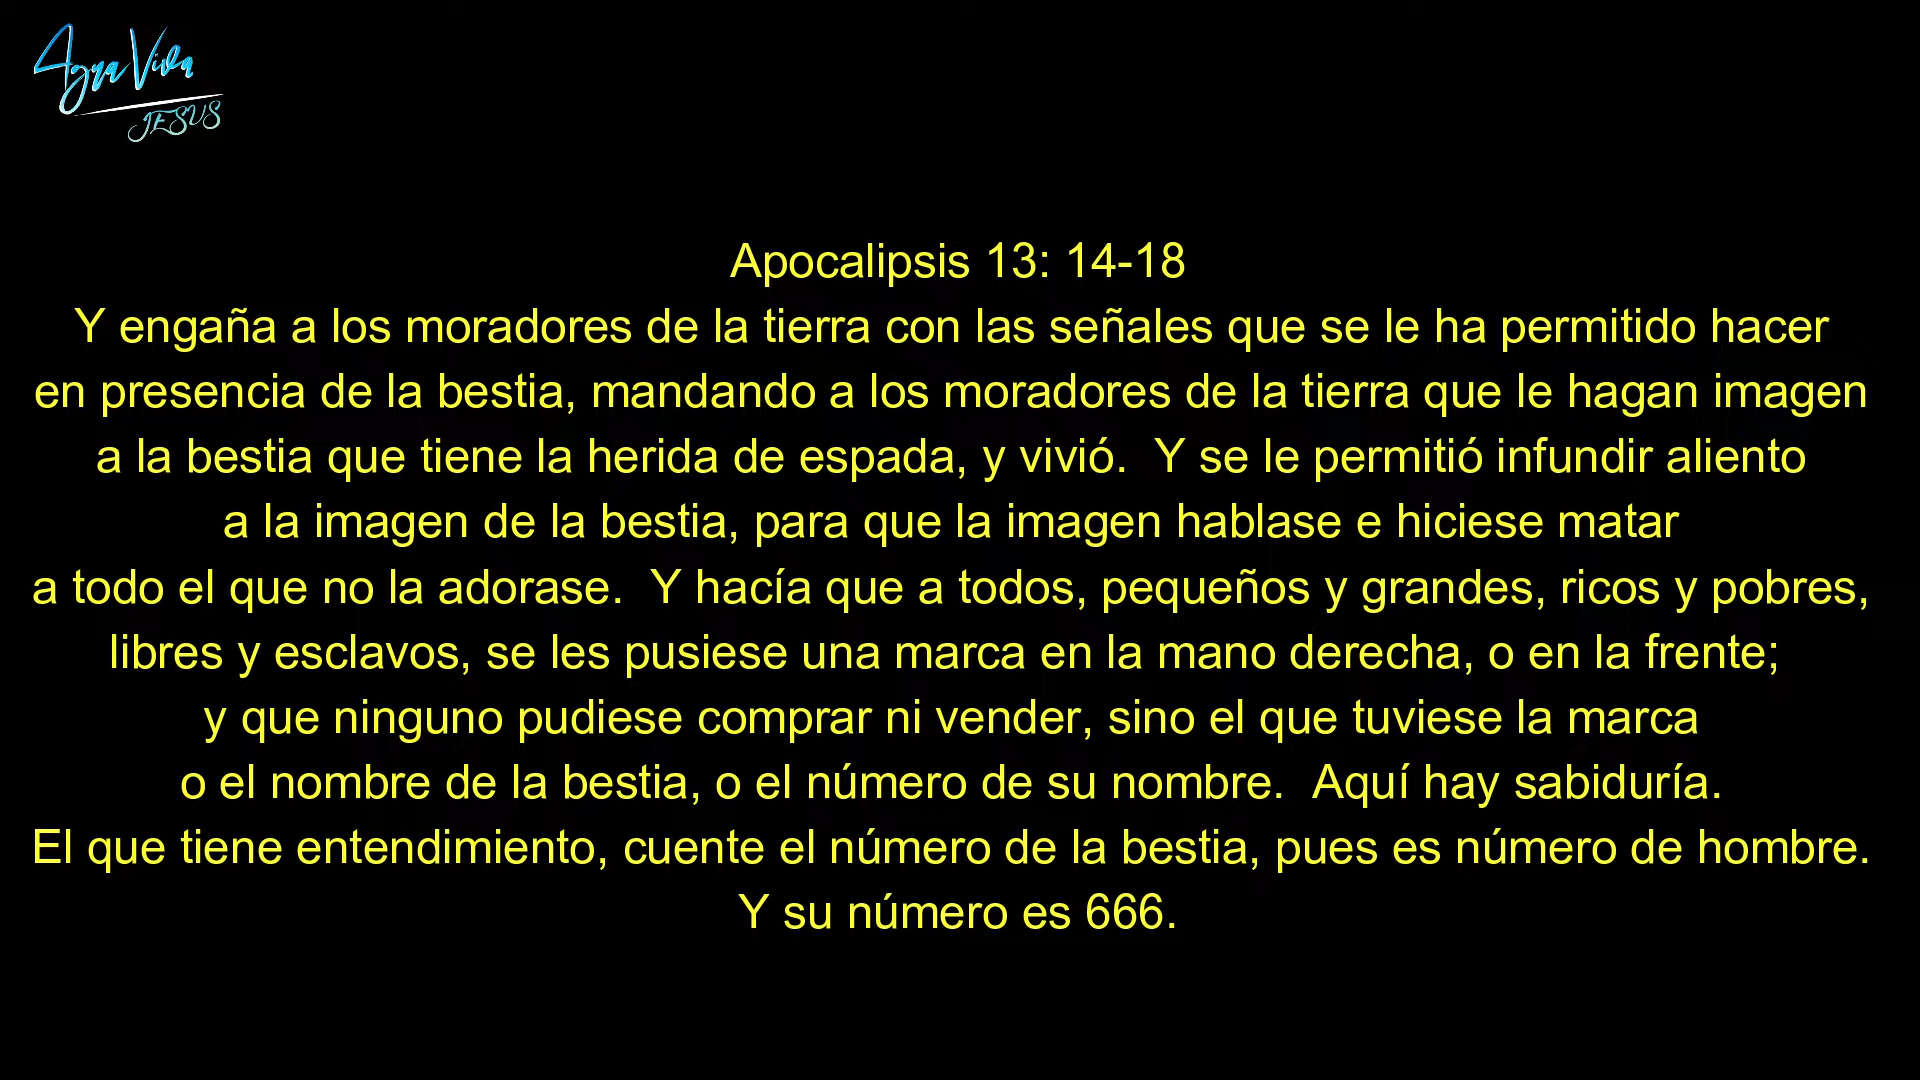 Agua Viva
JESUS
Apocalipsis 13: 14-18
Y engaña a los moradores de la tierra con las señales que se le ha permitido hacer
en presencia de la bestia, mandando a los moradores de la tierra que le hagan imagen
a la bestia que tiene la herida de espada, y vivió.  Y se le permitió infundir aliento
a la imagen de la bestia, para que la imagen hablase e hiciese matar
a todo el que no la adorase.  Y hacía que a todos, pequeños y grandes, ricos y pobres,
libres y esclavos, se les pusiese una marca en la mano derecha, o en la frente;
y que ninguno pudiese comprar ni vender, sino el que tuviese la marca
o el nombre de la bestia, o el número de su nombre.  Aquí hay sabiduría.
El que tiene entendimiento, cuente el número de la bestia, pues es número de hombre.
Y su número es 666.